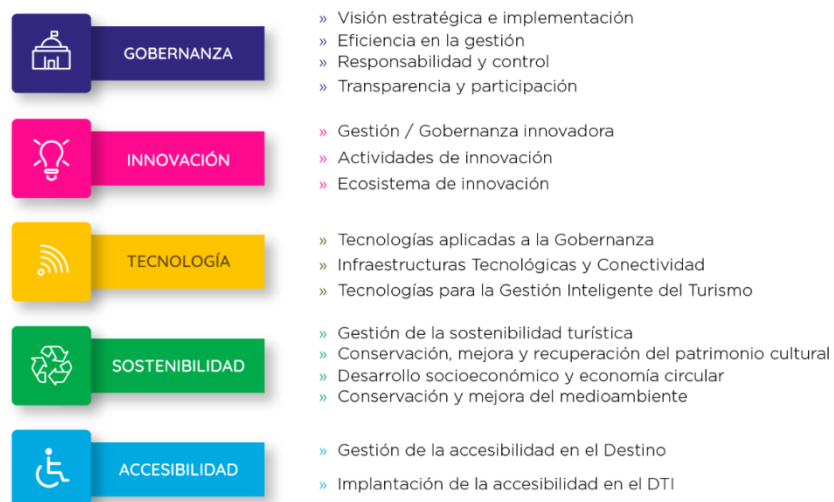 GOBERNANZA
» Visión estratégica e implementación
» Eficiencia en la gestión
» Responsabilidad y control
» Transparencia y participación
INNOVACIÓN
» Gestión / Gobernanza innovadora
» Actividades de innovación
» Ecosistema de innovación
TECNOLOGÍA
» Tecnologías aplicadas a la Gobernanza
» Infraestructuras Tecnológicas y Conectividad
» Tecnologías para la Gestión Inteligente del Turismo
SOSTENIBILIDAD
» Gestión de la sostenibilidad turística
» Conservación, mejora y recuperación del patrimonio cultural
» Desarrollo socioeconómico y economía circular
» Conservación y mejora del medioambiente
ACCESIBILIDAD
» Gestión de la accesibilidad en el Destino
» Implantación de la accesibilidad en el DTI